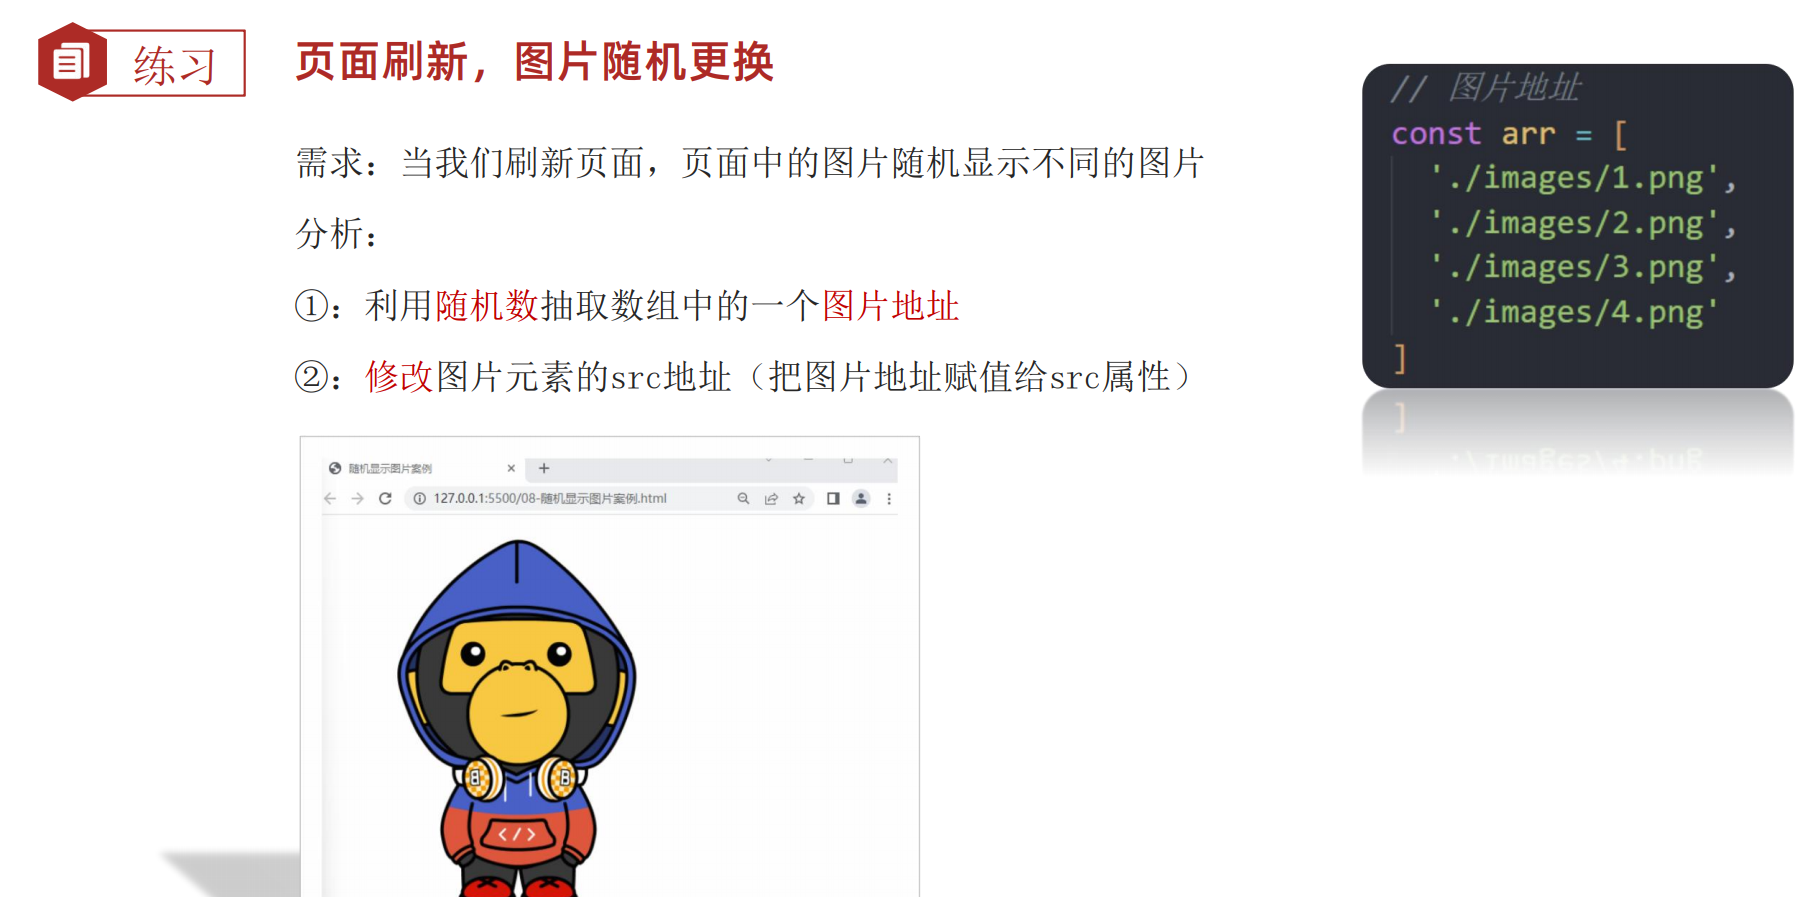 练习
页面刷新，图片随机更换
需求：当我们刷新页面，页面中的图片随机显示不同的图片
分析：
①：利用随机数抽取数组中的一个图片地址
②：修改图片元素的src地址（把图片地址赋值给src属性）
// 图片地址
const arr = [
'./images/1.png',
'./images/2.png',
'./images/3.png',
'./images/4.png'
]
随机显示图片案例
127.0.0.1:5500/08-随机显示图片案例.html
B B
</>